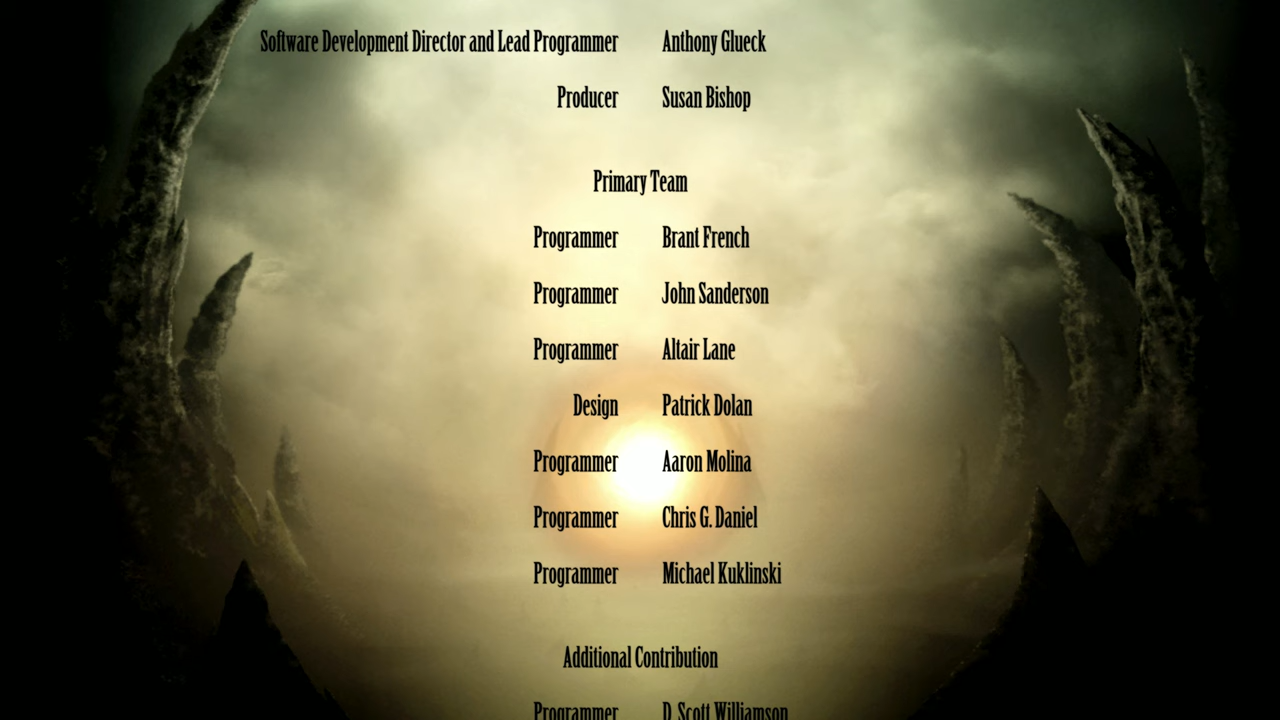 Software Development Director and Lead Programmer Anthony Glueck
Producer Susan Bishop
Primary Team
Programmer Brant French
Programmer John Sanderson
Programmer Altair Lane
Design Patrick Dolan
Programmer Aaron Molina
Programmer Chris G. Daniel
Programmer Michael Kuklinski
Additional Contribution
Programmer D. Scott Williamson